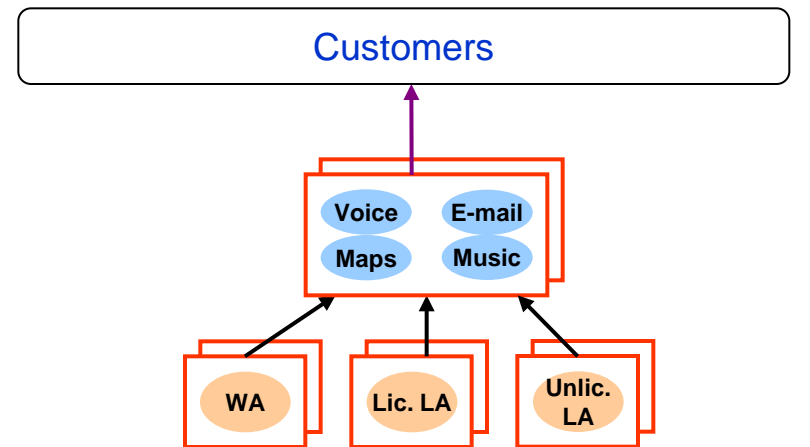 Customers
Voice E-mail
Maps Music
WA Lic. LA Unlic.
LA